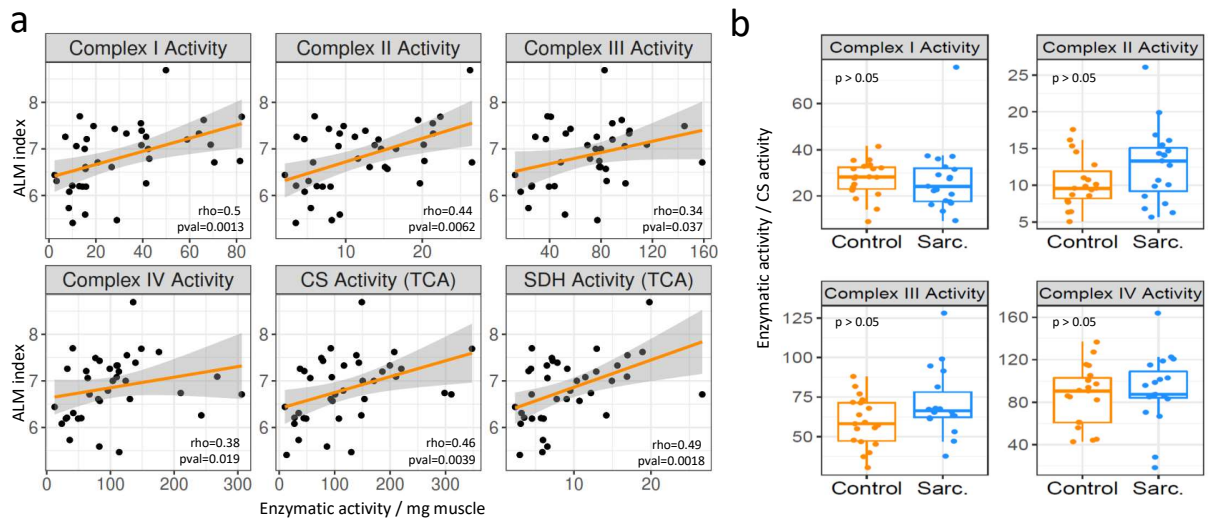 a
Complex I Activity
Complex II Activity
Complex III Activity
ALM index
8
7
6
rho=0.5
pval=0.0013
rho=0.44
pval=0.0062
rho=0.34
pval=0.037
0 20 40 60 80
10 20
40 80 120 160
Complex IV Activity
CS Activity (TCA)
SDH Activity (TCA)
ALM index
8
7
6
rho=0.38
pval=0.019
rho=0.46
pval=0.0039
rho=0.49
pval=0.0018
0 100 200 300
0 100 200 300
10 20
Enzymatic activity / mg muscle
b
Enzymatic activity / CS activity
Complex I Activity
p > 0.05
60
40
20
Control Sarc.
Complex II Activity
p > 0.05
25
20
15
10
5
Control Sarc.
Complex III Activity
p > 0.05
125
100
75
50
Control Sarc.
Complex IV Activity
p > 0.05
160
120
80
40
Control Sarc.